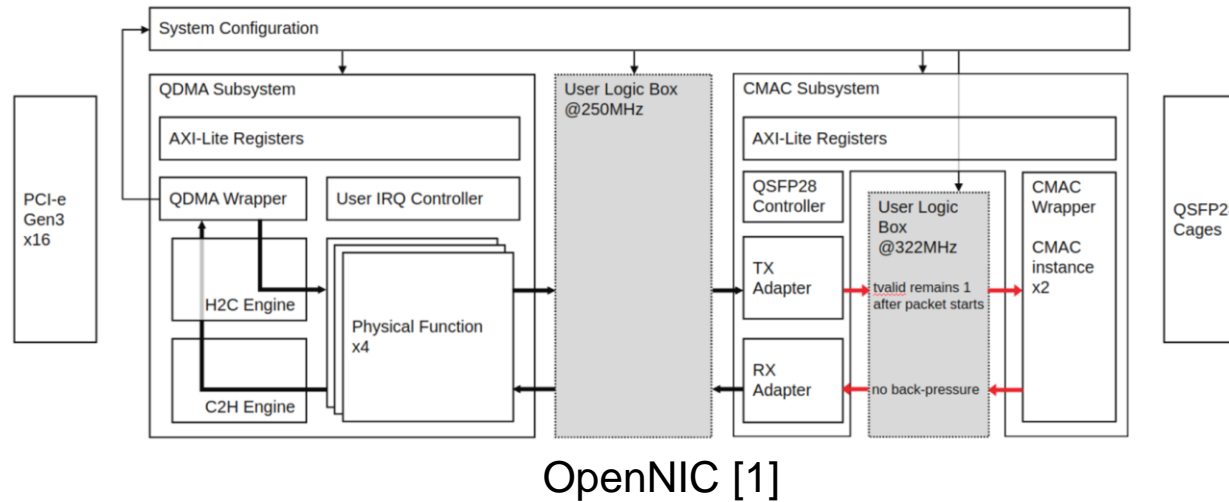 System Configuration
PCI-e
Gen3
x16
QDMA Subsystem
AXI-Lite Registers
QDMA Wrapper
User IRQ Controller
H2C Engine
Physical Function
x4
C2H Engine
User Logic Box
@250MHz
CMAC Subsystem
AXI-Lite Registers
QSFP28
Controller
TX
Adapter
RX
Adapter
User Logic
Box
@322MHz
tvalid remains 1
after packet starts
no back-pressure
CMAC
Wrapper
CMAC
instance
x2
QSFP2
Cages
OpenNIC [1]